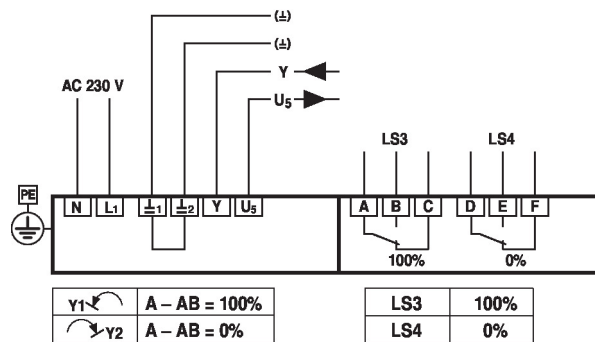 (⊥)
(⊥)
Y
AC 230 V
U5
LS3 LS4
PE
N L1 ⊥1 ⊥2 Y U5 A B C D E F
100% 0%
Y1 A – AB = 100%
Y2 A – AB = 0%
LS3 100%
LS4 0%